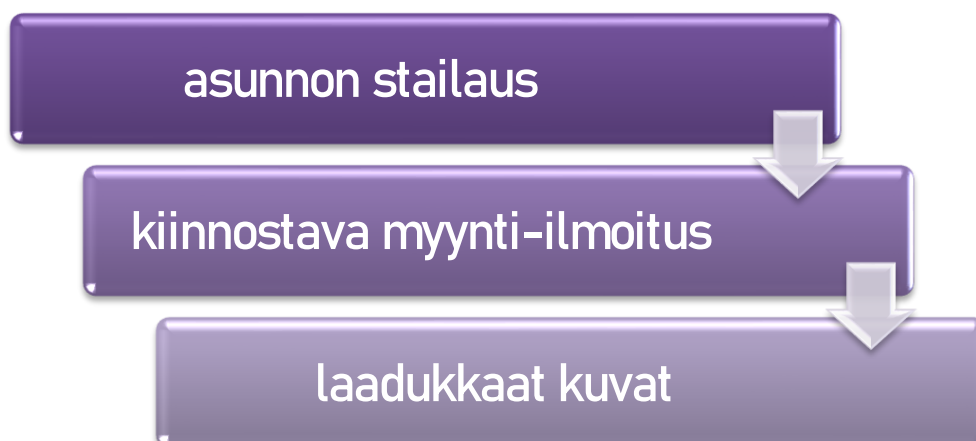 asunnon stailaus
kiinnostava myynti-ilmoitus
laadukkaat kuvat